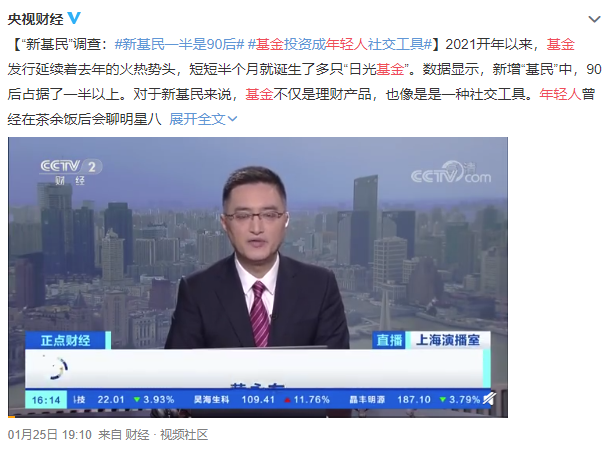 央视财经
【“新基民”调查：#新基民一半是90后# #基金投资成年轻人社交工具#】2021开年以来，基金
发行延续着去年的火热势头，短短半个月就诞生了多只“日光基金”。数据显示，新增“基民”中，90
后占据了一半以上。对于新基民来说，基金不仅是理财产品，也像是是一种社交工具。年轻人曾
经在茶余饭后会聊明星八 展开全文
CCTV 2
财经
CCTV.com
正点财经
直播 上海演播室
16:14 科技 22.01 ▼3.93% 昊海生科 109.41 ▲11.76% 晶丰明源 187.10 ▼3.79%
01月25日 19:10 来自 财经 · 视频社区